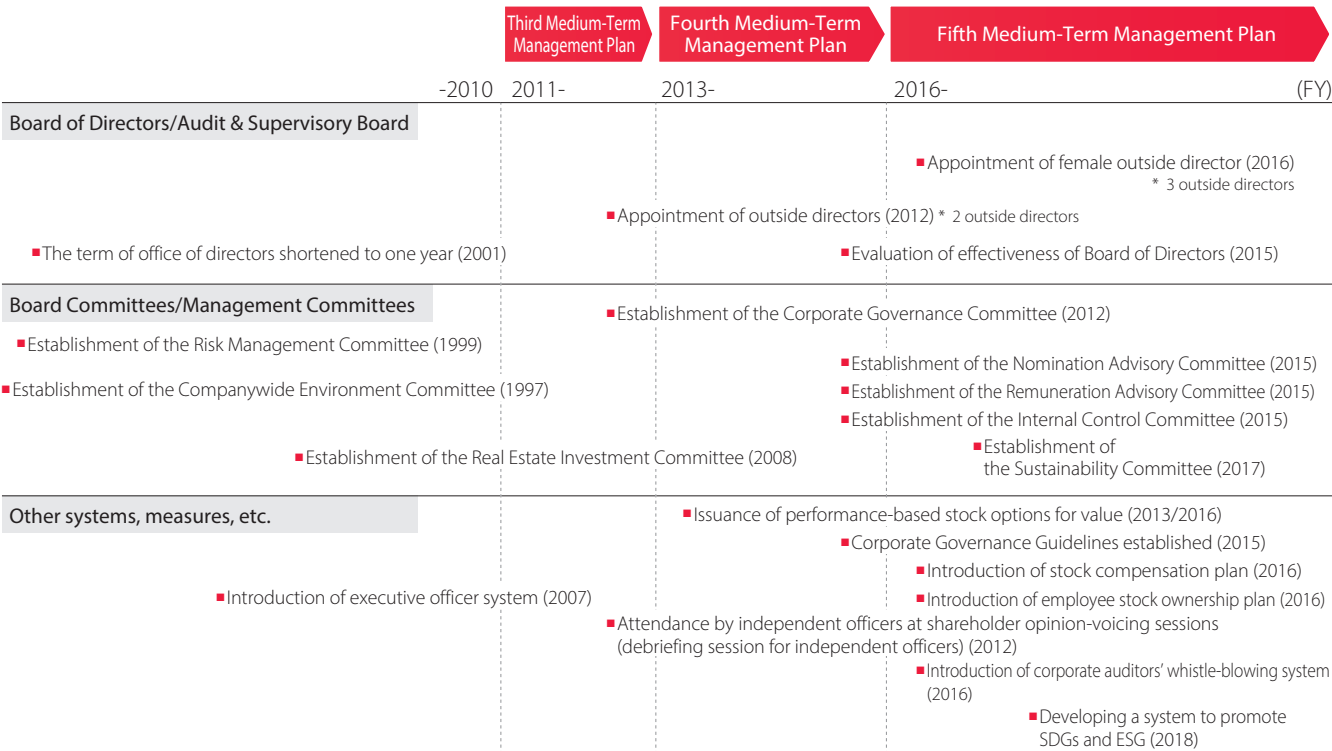 Third Medium-Term
Management Plan
Fourth Medium-Term
Management Plan
Fifth Medium-Term Management Plan
-2010
2011-
2013-
2016-
(FY)
Board of Directors/Audit & Supervisory Board
■Appointment of female outside director (2016)
* 3 outside directors
■Appointment of outside directors (2012) * 2 outside directors
■The term of office of directors shortened to one year (2001)
■Evaluation of effectiveness of Board of Directors (2015)
Board Committees/Management Committees
■Establishment of the Corporate Governance Committee (2012)
■Establishment of the Risk Management Committee (1999)
■Establishment of the Nomination Advisory Committee (2015)
■Establishment of the Companywide Environment Committee (1997)
■Establishment of the Remuneration Advisory Committee (2015)
■Establishment of the Internal Control Committee (2015)
■Establishment of the Real Estate Investment Committee (2008)
■Establishment of
the Sustainability Committee (2017)
Other systems, measures, etc.
■Issuance of performance-based stock options for value (2013/2016)
■Corporate Governance Guidelines established (2015)
■Introduction of stock compensation plan (2016)
■Introduction of executive officer system (2007)
■Introduction of employee stock ownership plan (2016)
■Attendance by independent officers at shareholder opinion-voicing sessions
(debriefing session for independent officers) (2012)
■Introduction of corporate auditors' whistle-blowing system
(2016)
■Developing a system to promote
SDGs and ESG (2018)